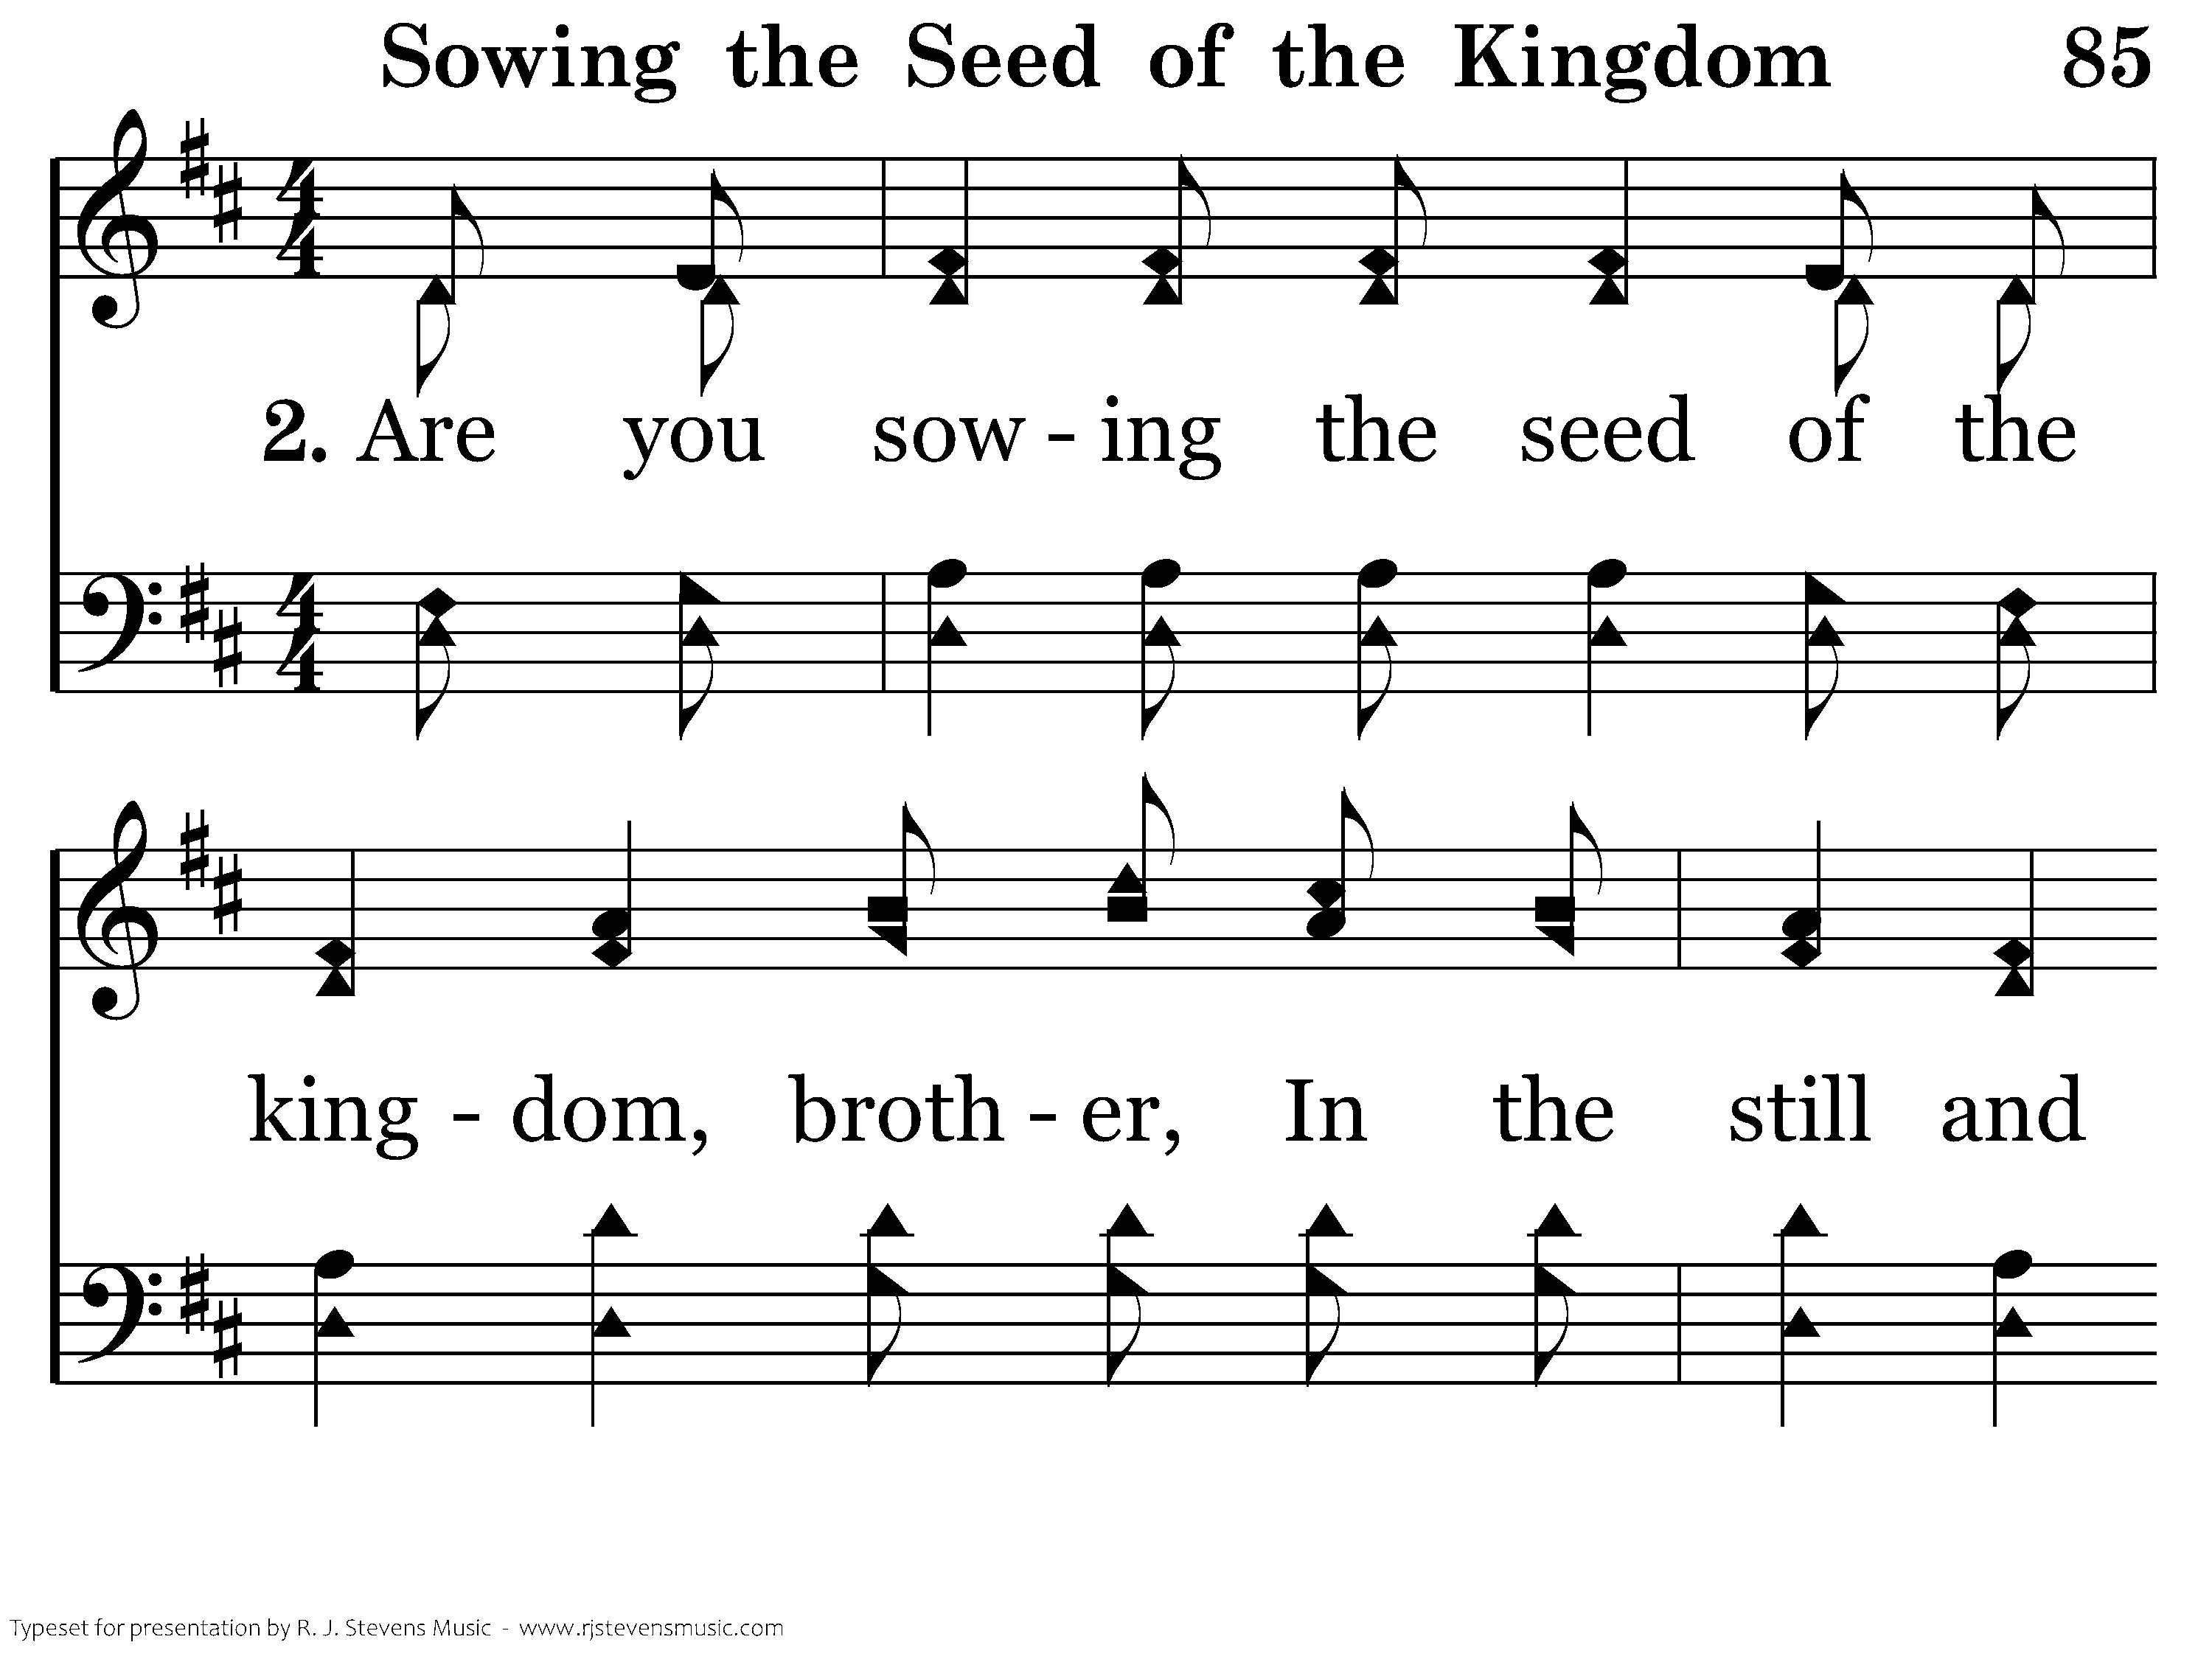 Sowing the Seed of the Kingdom 85
2. Are you sow - ing the seed of the
king - dom, broth - er, In the still and
Typeset for presentation by R. J. Stevens Music - www.rjstevensmusic.com